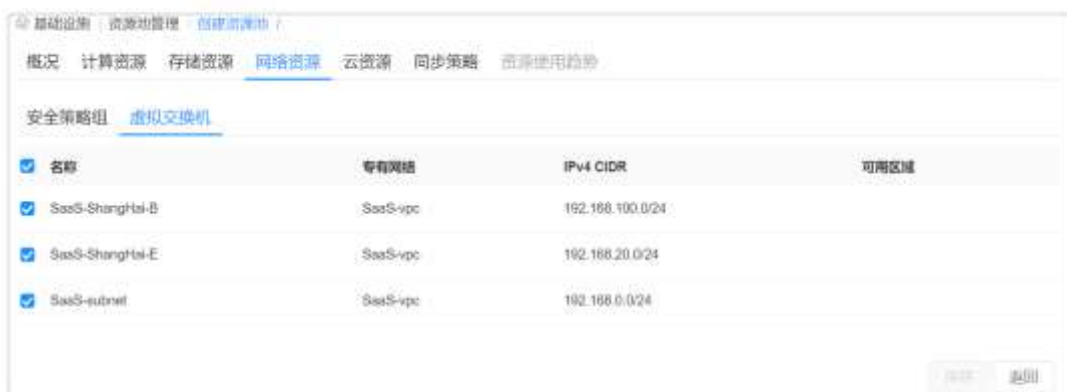 基础设施 资源池管理 创建资源池 /
概况 计算资源 存储资源 网络资源 云资源 同步策略 资源使用趋势
安全策略组 虚拟交换机
名称 专有网络 IPv4 CIDR 可用区域
SaaS-ShangHai-B SaaS-vpc 192.168.100.0/24
SaaS-ShangHai-E SaaS-vpc 192.168.20.0/24
SaaS-subnet SaaS-vpc 192.168.0.0/24
返回